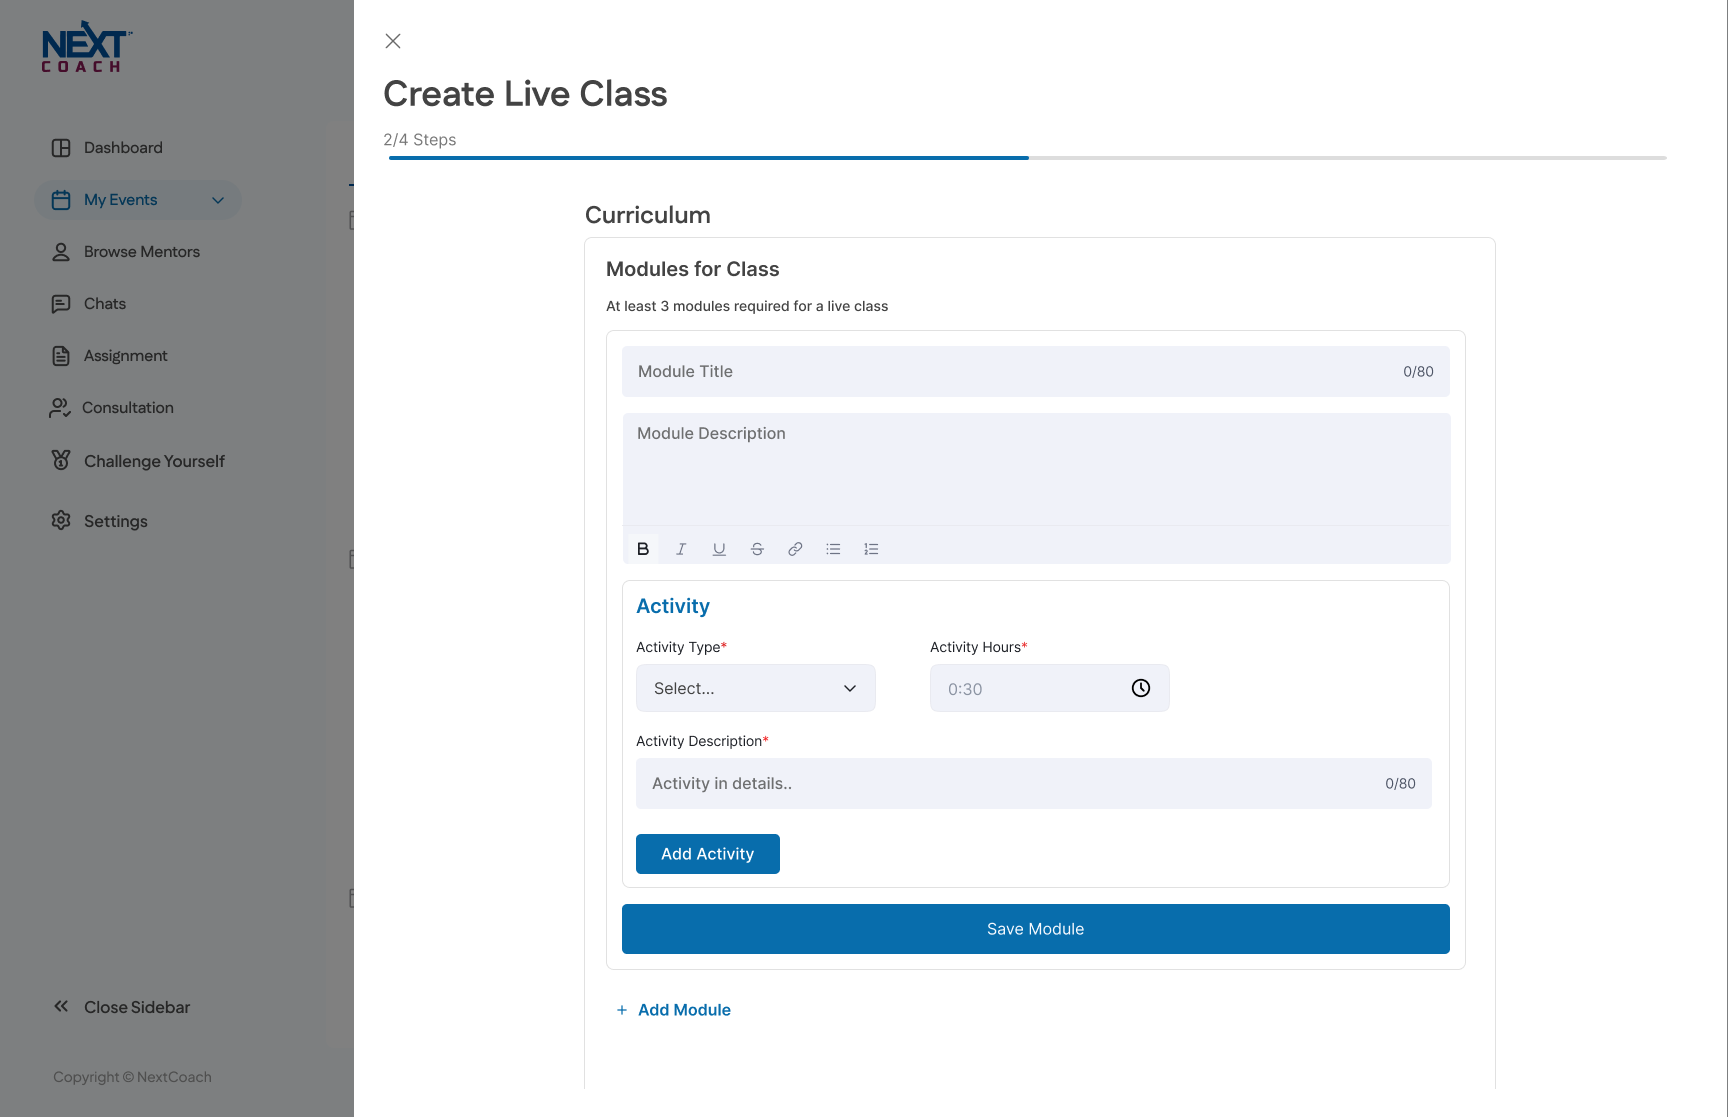 NEXT
COACH
Dashboard
My Events
Browse Mentors
Chats
Assignment
Consultation
Challenge Yourself
Settings
Close Sidebar
Copyright © NextCoach
Create Live Class
2/4 Steps
Curriculum
Modules for Class
At least 3 modules required for a live class
Module Title 0/80
Module Description
B I U S
Activity
Activity Type* Activity Hours*
Select... 0:30
Activity Description*
Activity in details.. 0/80
Add Activity
Save Module
+ Add Module